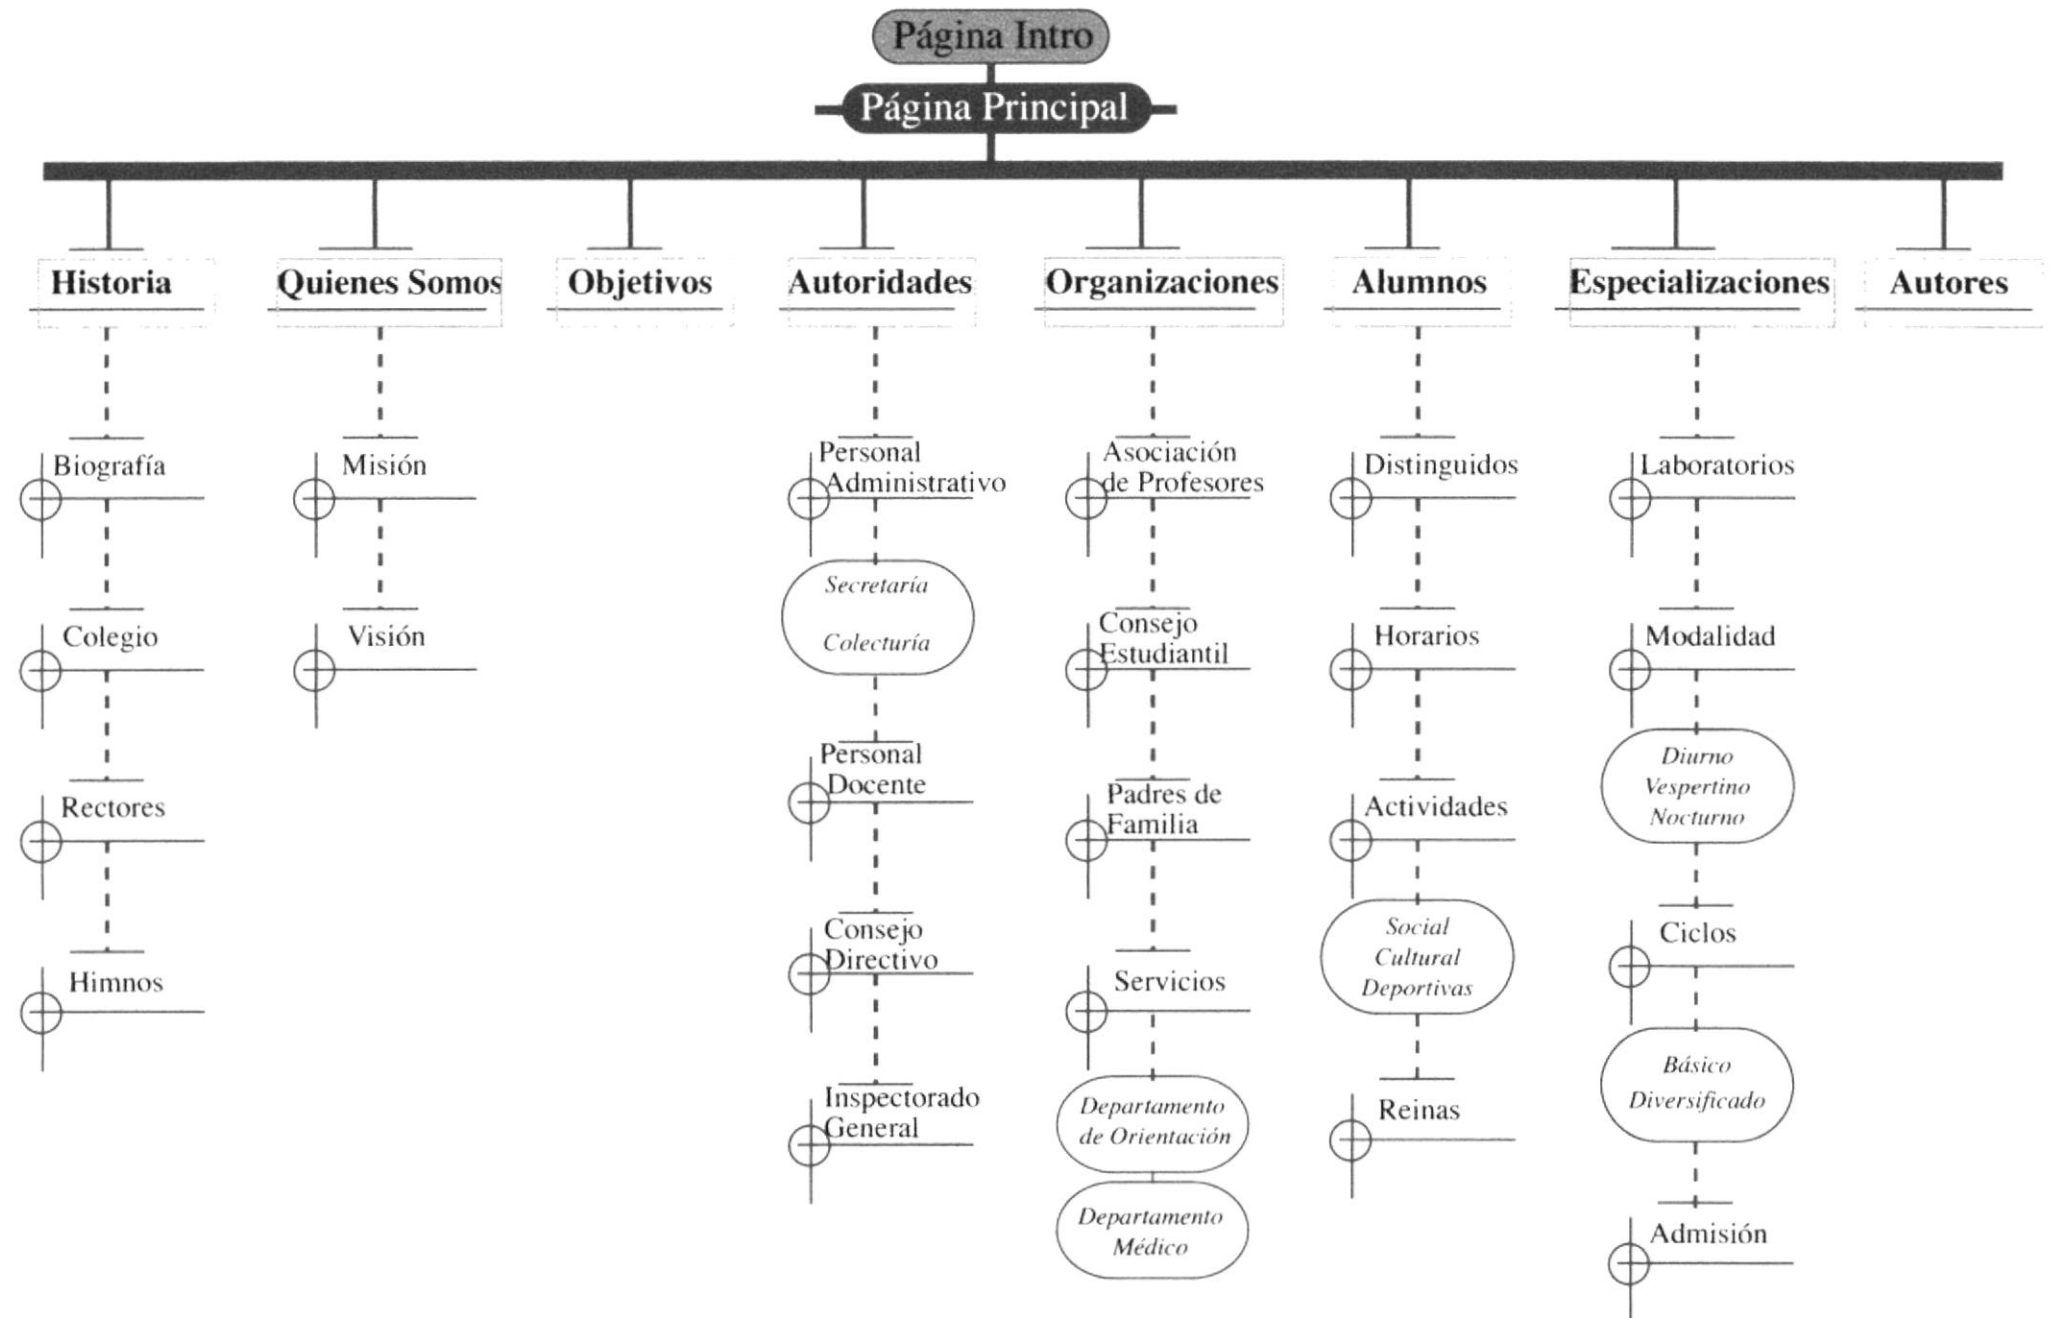 Página Intro
Página Principal
Historia
Quienes Somos
Objetivos
Autoridades
Organizaciones
Alumnos
Especializaciones
Autores
Biografía
Colegio
Rectores
Himnos
Misión
Visión
Personal
Administrativo
Secretaría
Colecturía
Personal
Docente
Consejo
Directivo
Inspectorado
General
Asociación
de Profesores
Consejo
Estudiantil
Padres de
Familia
Servicios
Departamento
de Orientación
Departamento
Médico
Distinguidos
Horarios
Actividades
Social
Cultural
Deportivas
Reinas
Laboratorios
Modalidad
Diurno
Vespertino
Nocturno
Ciclos
Básico
Diversificado
Admisión